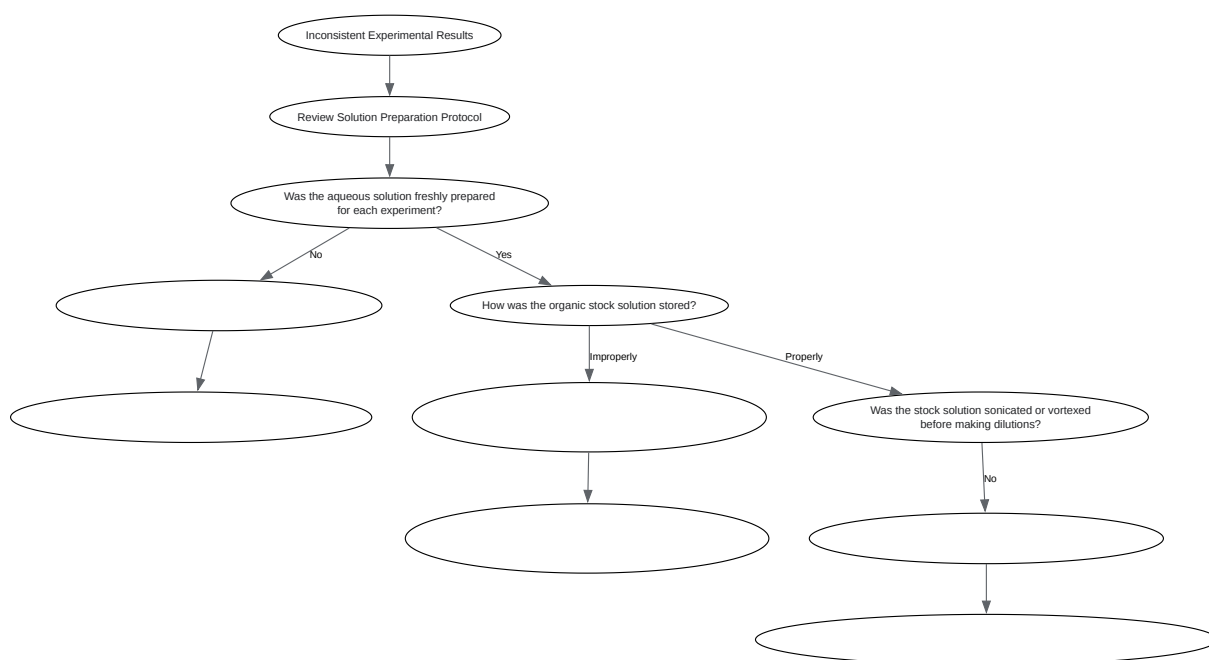 Inconsistent Experimental Results
Review Solution Preparation Protocol
Was the aqueous solution freshly prepared
for each experiment?
No
Yes
How was the organic stock solution stored?
Improperly
Properly
Was the stock solution sonicated or vortexed
before making dilutions?
No